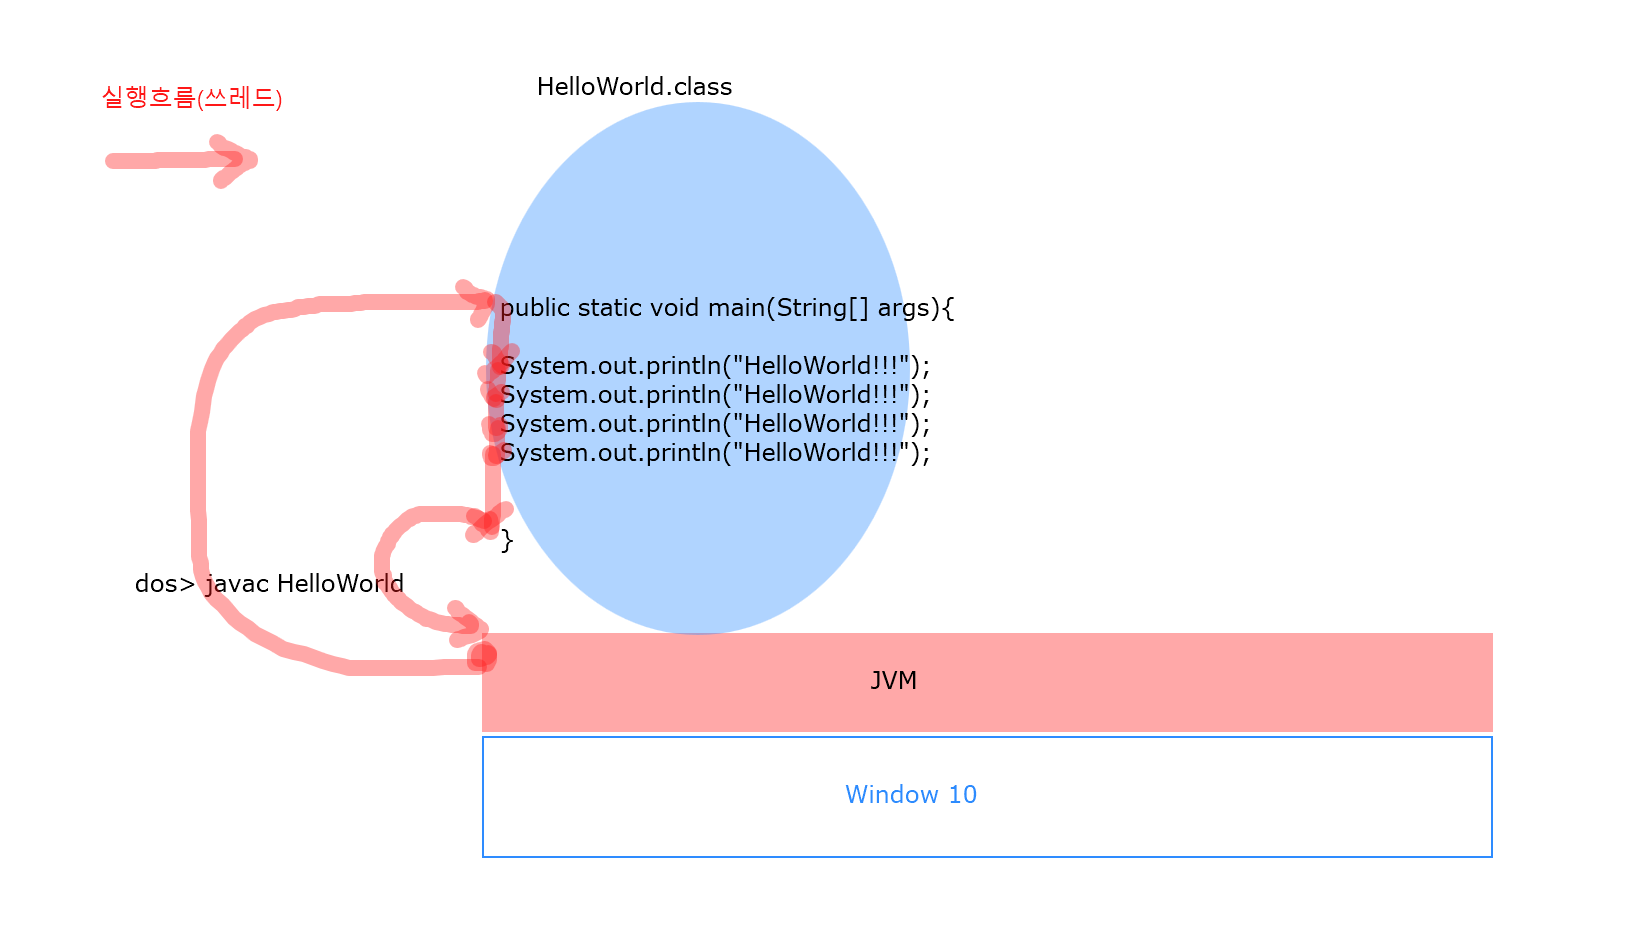 실행흐름(쓰레드)
HelloWorld.class
public static void main(String[] args){
System.out.println("HelloWorld!!!");
System.out.println("HelloWorld!!!");
System.out.println("HelloWorld!!!");
System.out.println("HelloWorld!!!");
}
dos> javac HelloWorld
JVM
Window 10